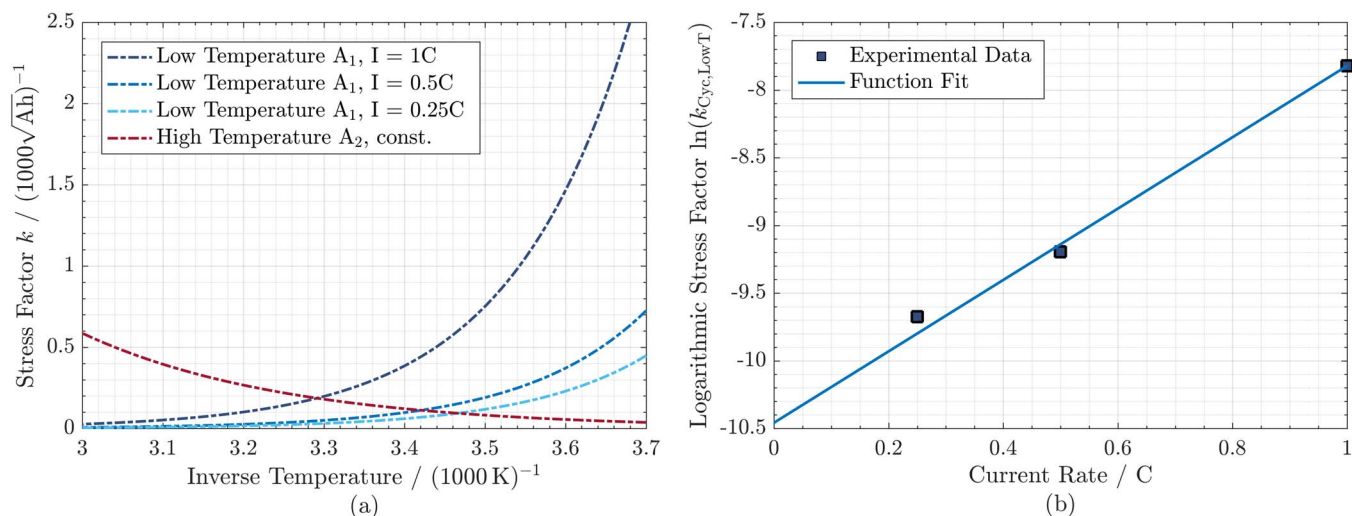 2.5
2
1.5
1
0.5
0
3
3.1
3.2
3.3
3.4
3.5
3.6
3.7
Stress Factor k / (1000√Ah)⁻¹
Low Temperature A₁, I = 1C
Low Temperature A₁, I = 0.5C
Low Temperature A₁, I = 0.25C
High Temperature A₂, const.
Inverse Temperature / (1000 K)⁻¹
(a)
-7.5
-8
-8.5
-9
-9.5
-10
-10.5
0
0.2
0.4
0.6
0.8
1
Logarithmic Stress Factor ln(k_Cyc,LowT)
Experimental Data
Function Fit
Current Rate / C
(b)